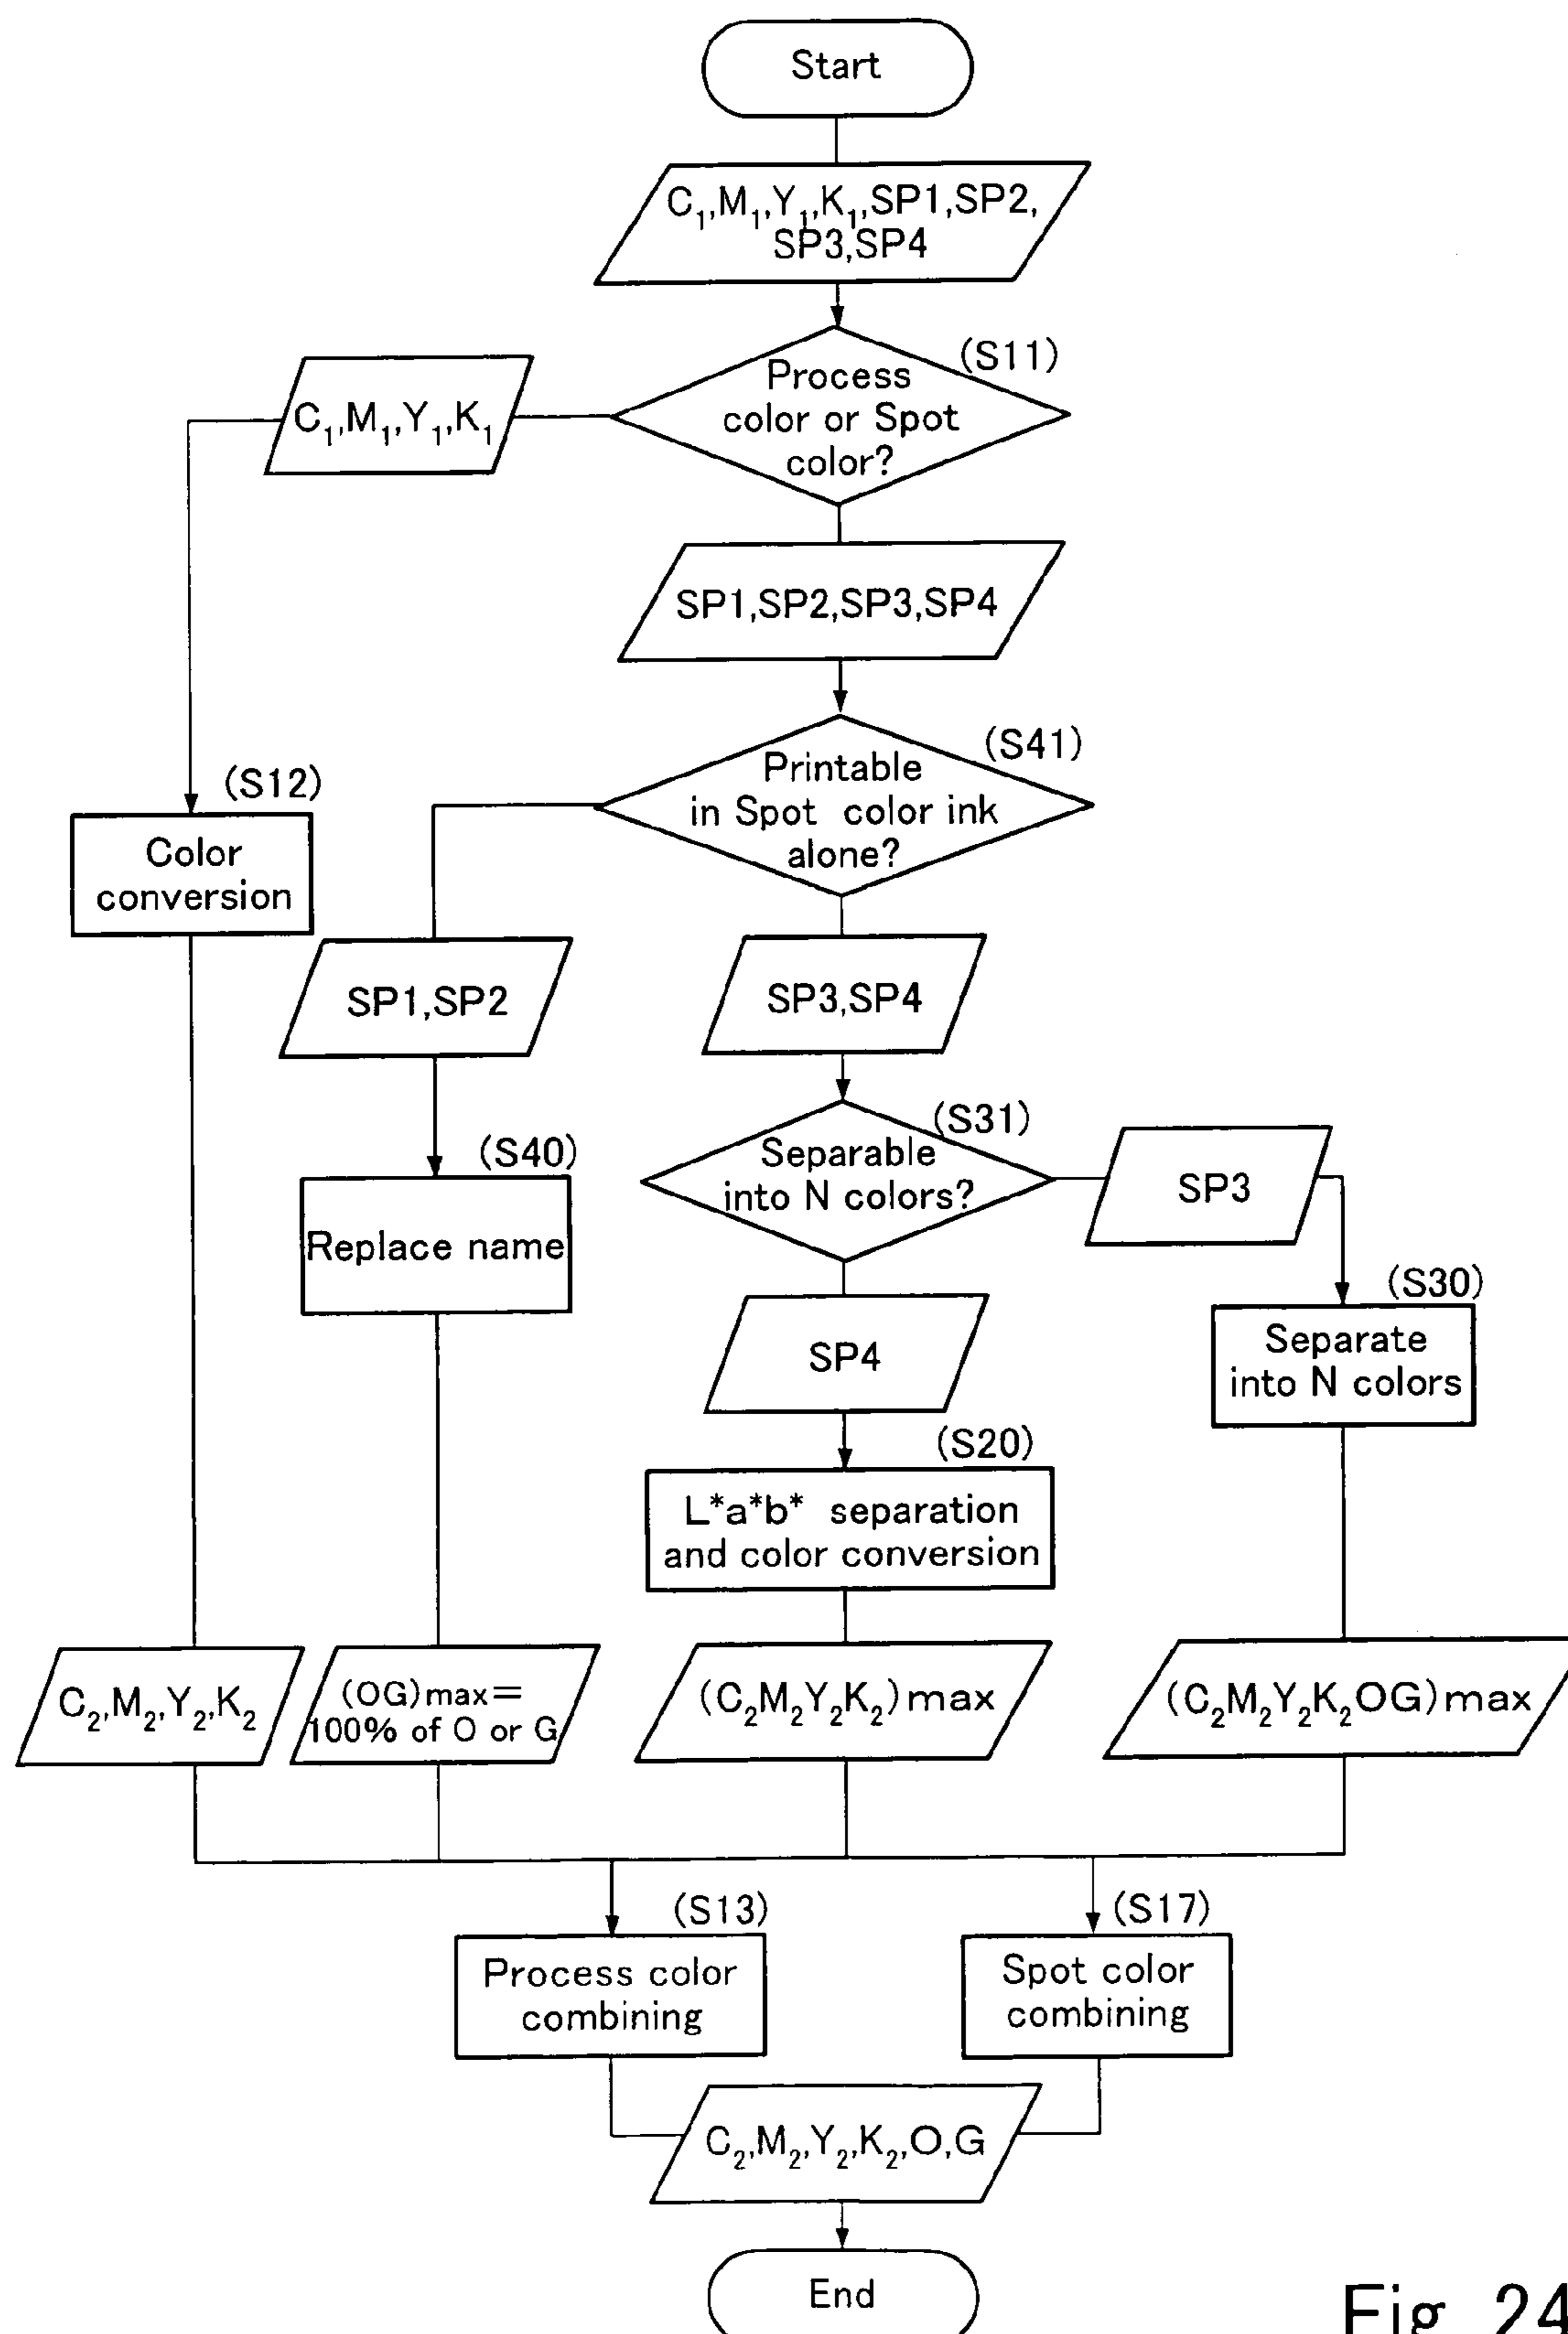 Start
C₁,M₁,Y₁,K₁,SP1,SP2,
SP3,SP4
(S11)
Process
color or Spot
color?
C₁,M₁,Y₁,K₁
SP1,SP2,SP3,SP4
(S41)
Printable
in Spot color ink
alone?
(S12)
Color
conversion
SP1,SP2
SP3,SP4
(S31)
Separable
into N colors?
SP3
(S40)
Replace name
(S30)
Separate
into N colors
SP4
(S20)
L*a*b* separation
and color conversion
C₂,M₂,Y₂,K₂
(OG)max=
100% of O or G
(C₂M₂Y₂K₂)max
(C₂M₂Y₂K₂OG)max
(S13)
Process color
combining
(S17)
Spot color
combining
C₂,M₂,Y₂,K₂,O,G
End
Fig. 24